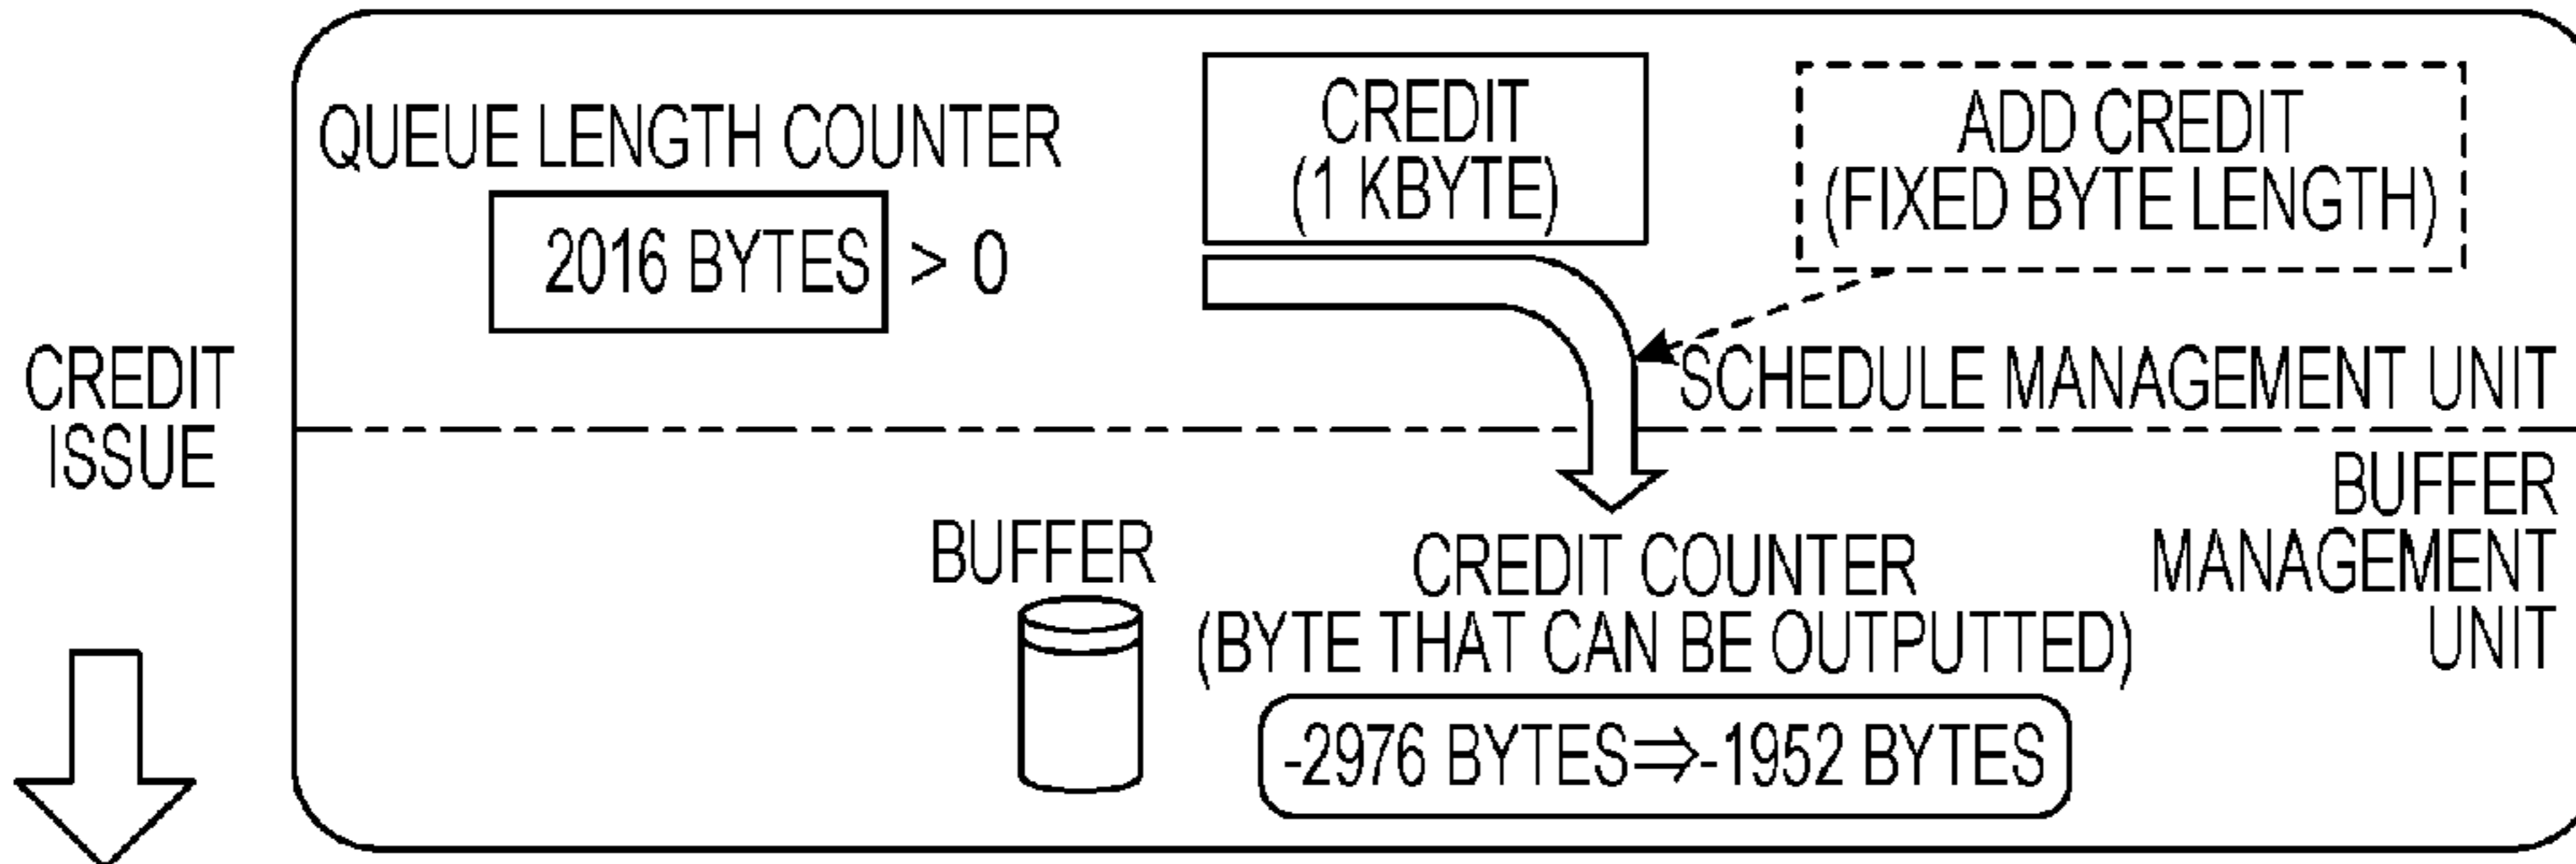 CREDIT
ISSUE
QUEUE LENGTH COUNTER
2016 BYTES > 0
CREDIT
(1 KBYTE)
ADD CREDIT
(FIXED BYTE LENGTH)
SCHEDULE MANAGEMENT UNIT
BUFFER
MANAGEMENT
UNIT
BUFFER
CREDIT COUNTER
(BYTE THAT CAN BE OUTPUTTED)
-2976 BYTES⇒-1952 BYTES